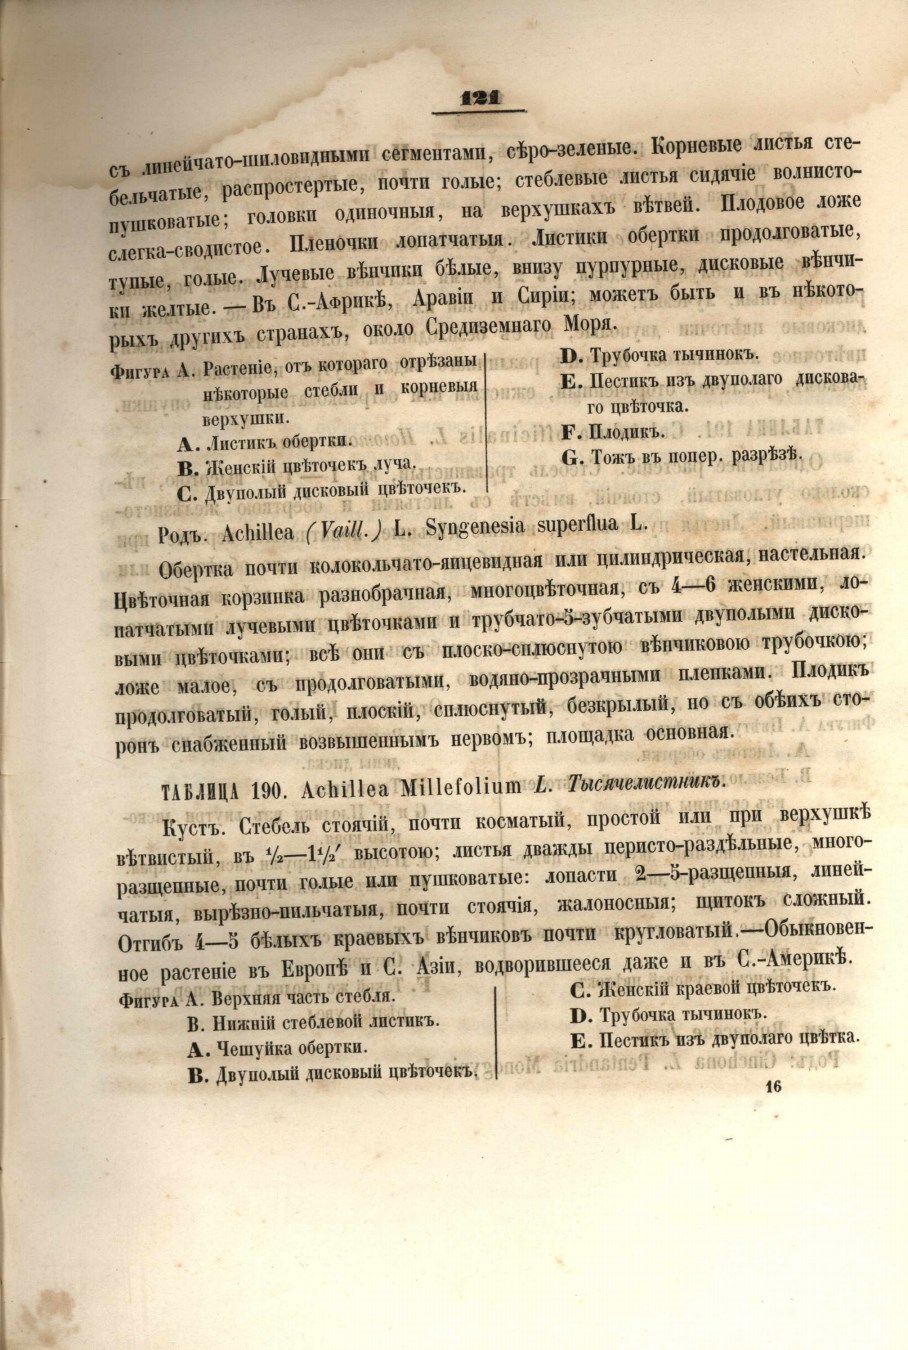 121
съ линейчато-шиловидными сегментами, сѣро-зеленые. Корневые листья сте-
бельчатые, распростертые, почти голые; стеблевые листья сидячіе волнисто-
пушковатые; головки одиночныя, на верхушкахъ вѣтвей. Плодовое ложе
слегка-сводистое. Пленочки лопатчатыя. Листики обертки продолговатые,
тупые, голые. Лучевые вѣнчики бѣлые, внизу пурпурные, дисковые вѣнчи-
ки желтые. — Въ С.-Африкѣ, Аравіи и Сиріи; можетъ быть и въ нѣкото-
рыхъ другихъ странахъ, около Средиземнаго Моря.
Фигура А. Растеніе, отъ котораго отрѣзаны
нѣкоторые стебли и корневыя
верхушки.
A. Листикъ обертки.
B. Женскій цвѣточекъ луча.
C. Двуполый дисковый цвѣточекъ.
D. Трубочка тычинокъ.
E. Пестикъ изъ двуполаго дискова-
го цвѣточка.
F. Плодикъ.
G. Тожъ въ попер. разрѣзѣ.
Родъ. Achillea (Vaill.) L. Syngenesia superflua L.
Обертка почти колокольчато-яицевидная или цилиндрическая, настельная.
Цвѣточная корзинка разнобрачная, многоцвѣточная, съ 4—6 женскими, ло-
патчатыми лучевыми цвѣточками и трубчато-5-зубчатыми двуполыми диско-
выми цвѣточками; всѣ они съ плоско-сплюснутою вѣнчиковою трубочкою;
ложе малое, съ продолговатыми, водяно-прозрачными пленками. Плодикъ
продолговатый, голый, плоскій, сплюснутый, безкрылый, но съ обѣихъ сто-
ронъ снабженный возвышеннымъ нервомъ; площадка основная.
ТАБЛИЦА 190. Achillea Millefolium L. Тысячелистникъ.
Кустъ. Стебель стоячій, почти косматый, простой или при верхушкѣ
вѣтвистый, въ ½—1½′ высотою; листья дважды перисто-раздѣльные, много-
разщепные, почти голые или пушковатые: лопасти 2—5-разщепныя, линей-
чатыя, вырѣзно-пильчатыя, почти стоячія, жалоносныя; щитокъ сложный.
Отгибъ 4—5 бѣлыхъ краевыхъ вѣнчиковъ почти кругловатый.—Обыкновен-
ное растеніе въ Европѣ и С. Азіи, водворившееся даже и въ С.-Америкѣ.
Фигура А. Верхняя часть стебля.
В. Нижній стеблевой листикъ.
A. Чешуйка обертки.
B. Двуполый дисковый цвѣточекъ.
C. Женскій краевой цвѣточекъ.
D. Трубочка тычинокъ.
E. Пестикъ изъ двуполаго цвѣтка.
16